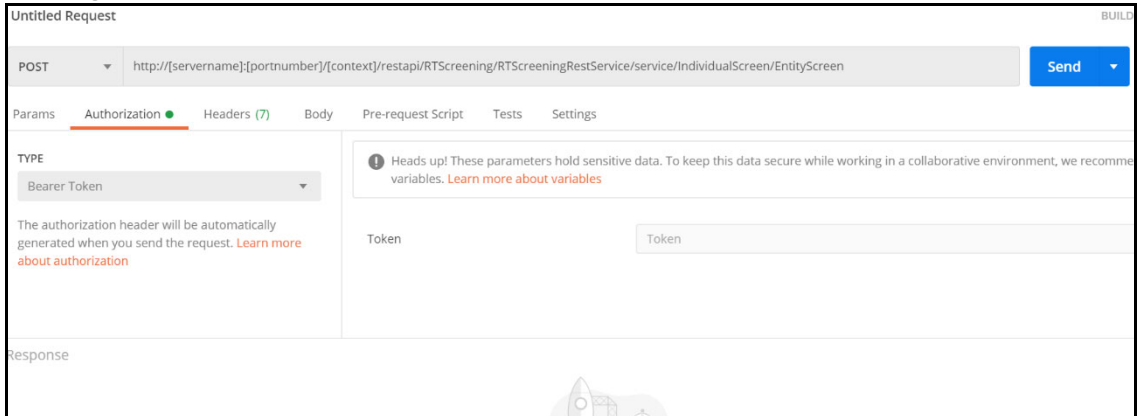 Untitled Request
BUILD
POST
http://[servername]:[portnumber]/[context]/restapi/RTScreening/RTScreeningRestService/service/IndividualScreen/EntityScreen
Send
Params Authorization Headers (7) Body Pre-request Script Tests Settings
TYPE
Bearer Token
The authorization header will be automatically
generated when you send the request. Learn more
about authorization
Heads up! These parameters hold sensitive data. To keep this data secure while working in a collaborative environment, we recomme
variables. Learn more about variables
Token
Token
Response